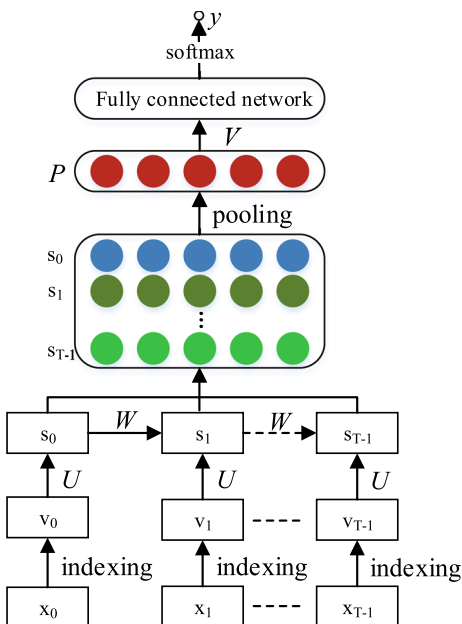 y
softmax
Fully connected network
V
P
pooling
s0
s1
sT-1
W
W
s0
s1
sT-1
U
U
U
v0
v1
vT-1
indexing
indexing
indexing
x0
x1
xT-1